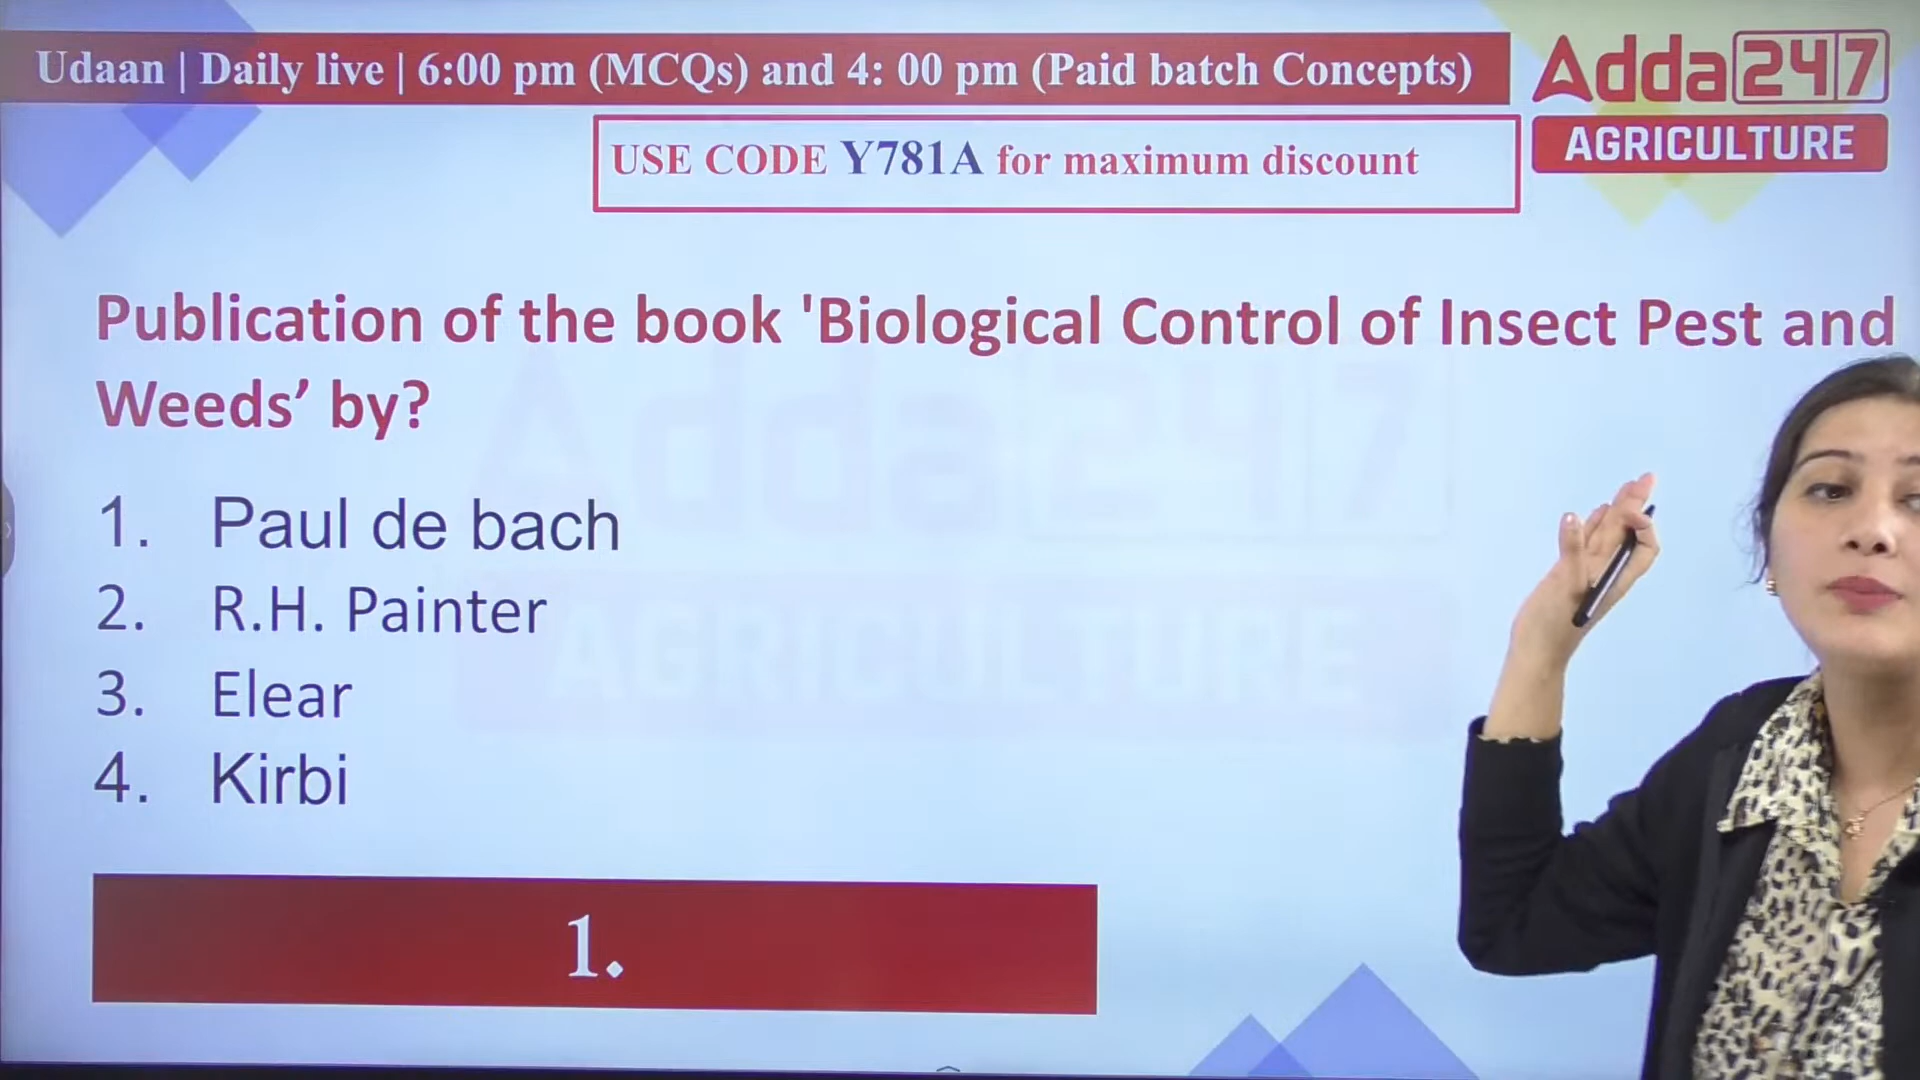 Udaan | Daily live | 6:00 pm (MCQs) and 4: 00 pm (Paid batch Concepts)
Adda247
AGRICULTURE
USE CODE Y781A for maximum discount
Publication of the book 'Biological Control of Insect Pest and
Weeds’ by?
1. Paul de bach
2. R.H. Painter
3. Elear
4. Kirbi
1.
Adda247
AGRICULTURE